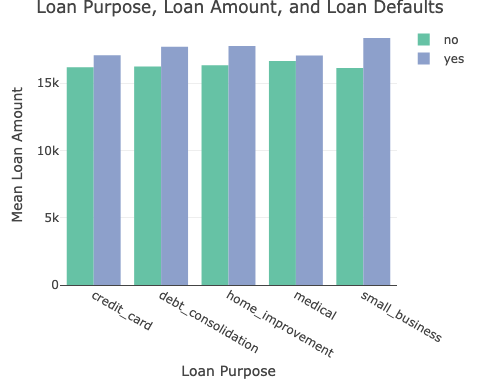 Loan Purpose, Loan Amount, and Loan Defaults
no
yes
15k
10k
5k
0
Mean Loan Amount
credit_card
debt_consolidation
home_improvement
medical
small_business
Loan Purpose